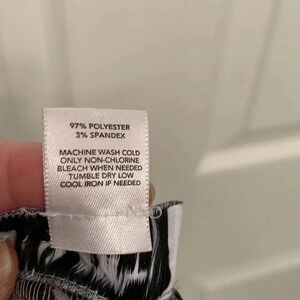 97% POLYESTER
3% SPANDEX
MACHINE WASH COLD
ONLY NON-CHLORINE
BLEACH WHEN NEEDED
TUMBLE DRY LOW
COOL IRON IF NEEDED